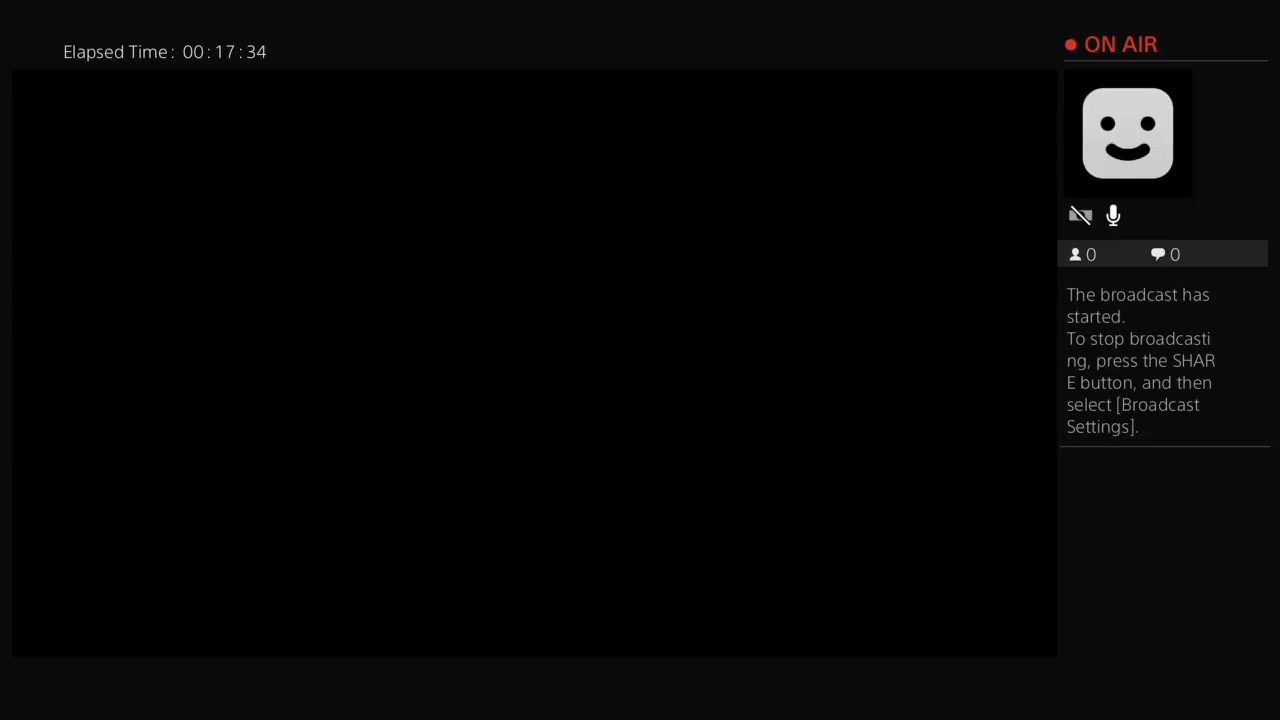 Elapsed Time: 00:17:34
ON AIR
0 0
The broadcast has
started.
To stop broadcasti
ng, press the SHAR
E button, and then
select [Broadcast
Settings].